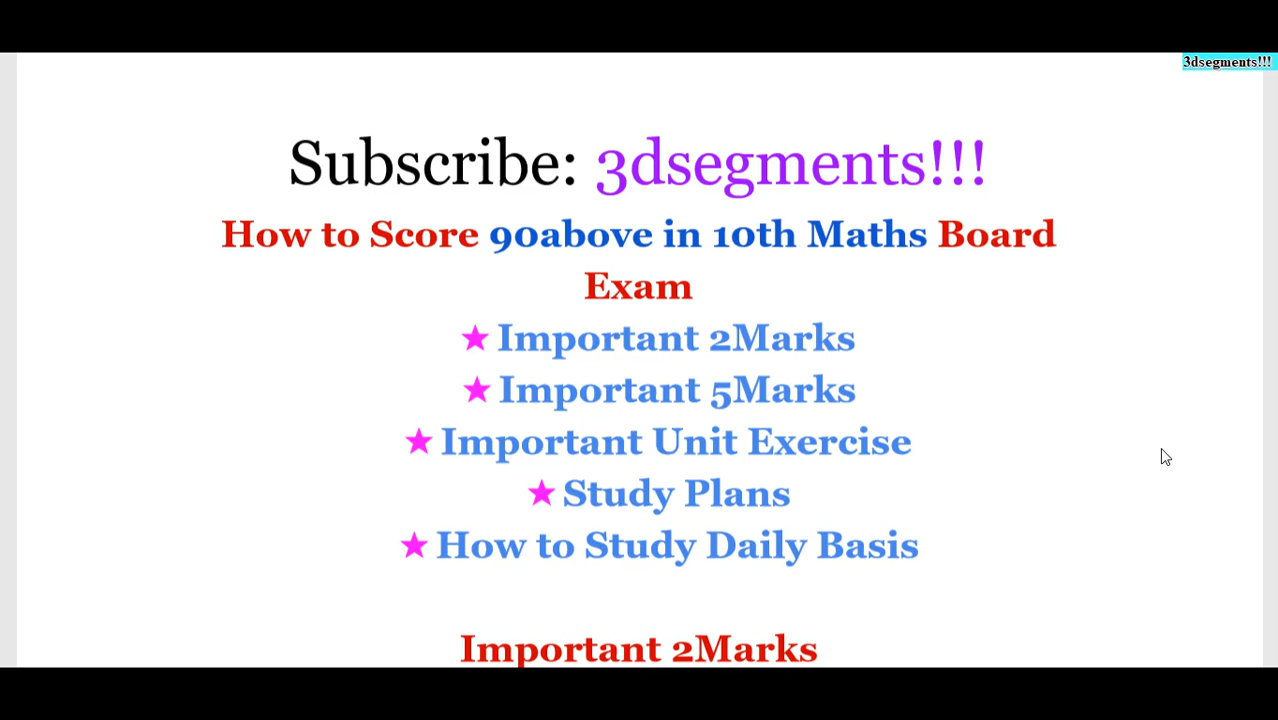 3dsegments!!!
Subscribe: 3dsegments!!!
How to Score 90above in 10th Maths Board
Exam
★ Important 2Marks
★ Important 5Marks
★ Important Unit Exercise
★ Study Plans
★ How to Study Daily Basis
Important 2Marks